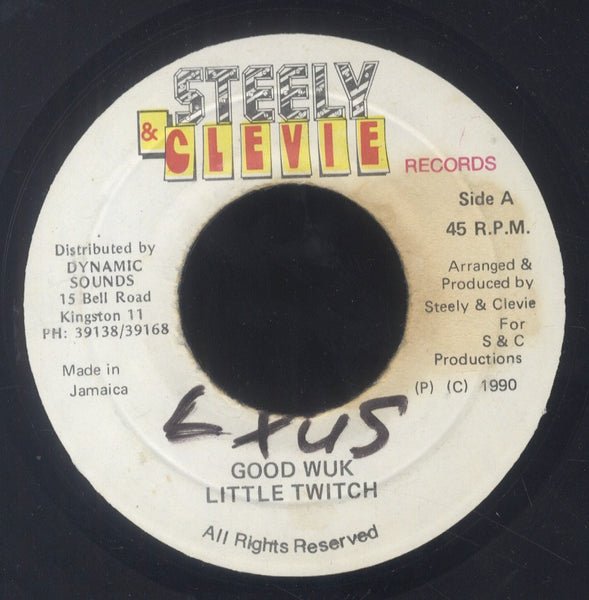 STEELY
& CLEVIE
RECORDS
Side A
45 R.P.M.
Distributed by
DYNAMIC
SOUNDS
15 Bell Road
Kingston 11
PH: 39138/39168
Made in
Jamaica
Arranged &
Produced by
Steely & Clevie
For
S & C
Productions
(P) (C) 1990
LXUS
GOOD WUK
LITTLE TWITCH
All Rights Reserved